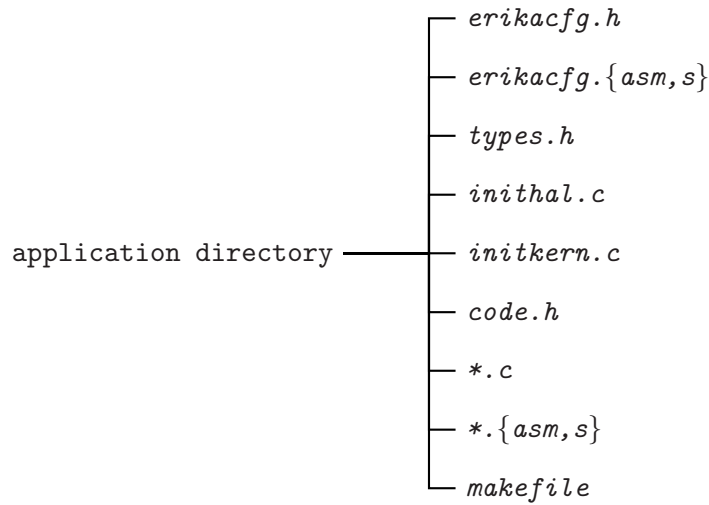 erikacfg.h
erikacfg.{asm,s}
types.h
inithal.c
application directory
initkern.c
code.h
*.c
*.{asm,s}
makefile